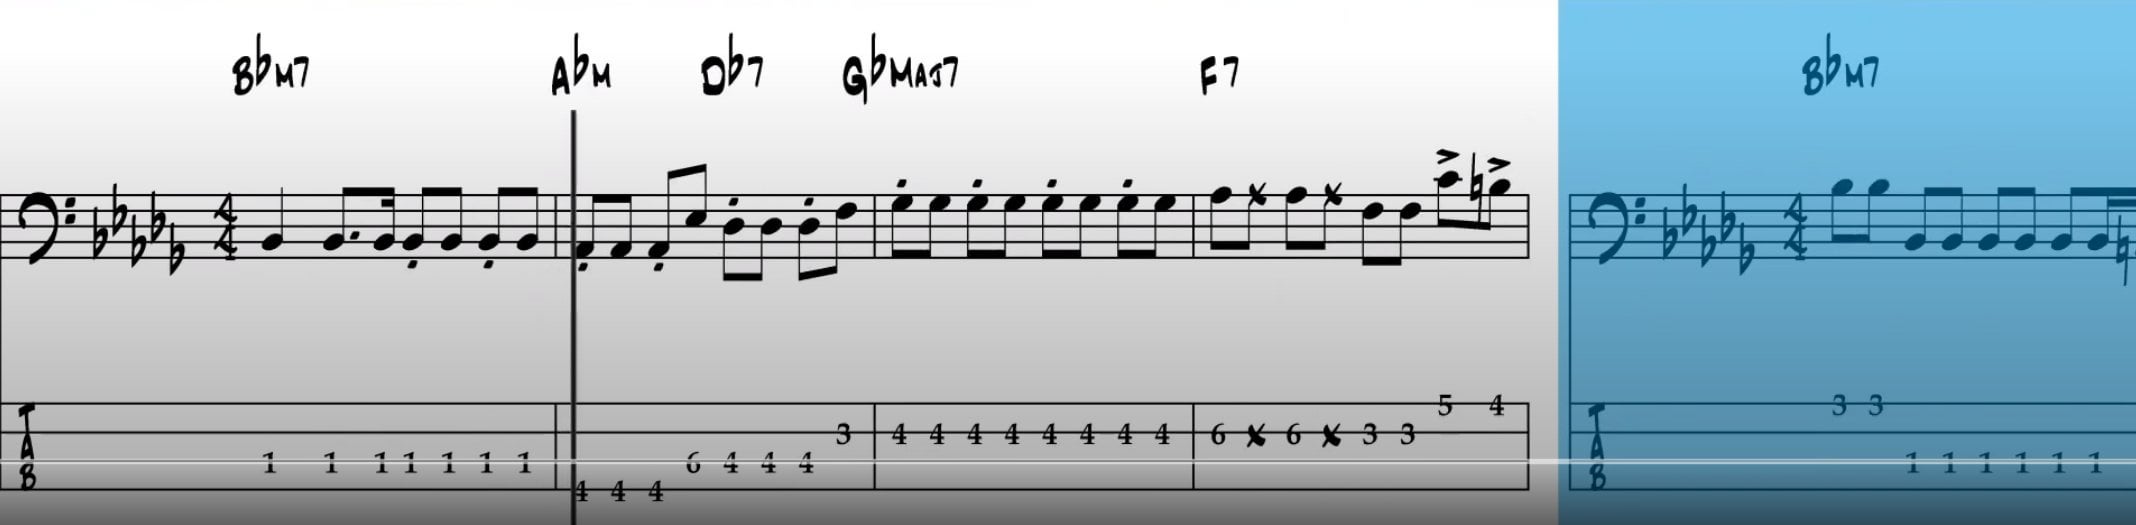 B♭M7 A♭M D♭7 G♭MAJ7 F7 B♭M7
4 4 4 4
5 4 3 3
T 3 4 4 4 4 4 4 4 4 6 x 6 x 3 3 T
A 1 1 1 1 1 1 1 6 4 4 4 A 1 1 1 1 1 1
B 4 4 4 B